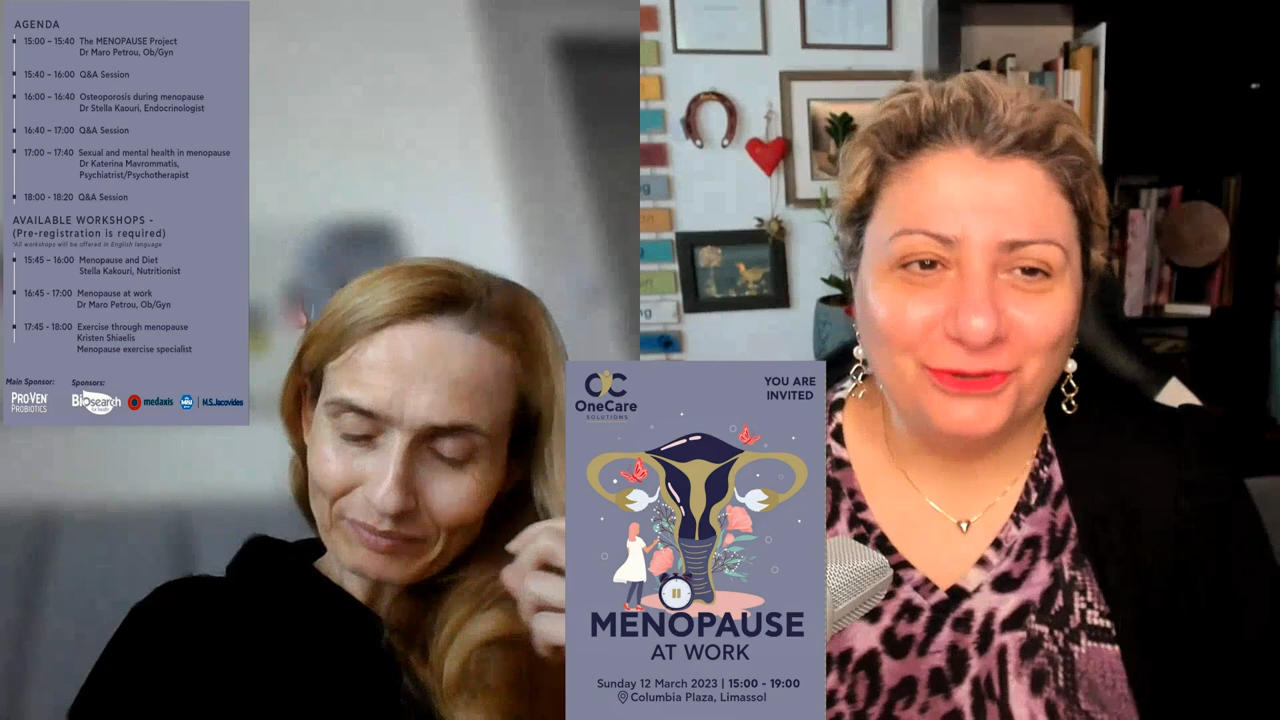 AGENDA
15:00 – 15:40 The MENOPAUSE Project
Dr Maro Petrou, Ob/Gyn
15:40 – 16:00 Q&A Session
16:00 – 16:40 Osteoporosis during menopause
Dr Stella Kaouri, Endocrinologist
16:40 – 17:00 Q&A Session
17:00 – 17:40 Sexual and mental health in menopause
Dr Katerina Mavrommatis,
Psychiatrist/Psychotherapist
18:00 - 18:20 Q&A Session
AVAILABLE WORKSHOPS -
(Pre-registration is required)
*All workshops will be offered in English language
15:45 – 16:00 Menopause and Diet
Stella Kakouri, Nutritionist
16:45 - 17:00 Menopause at work
Dr Maro Petrou, Ob/Gyn
17:45 - 18:00 Exercise through menopause
Kristen Shiaelis
Menopause exercise specialist
Main Sponsor: Sponsors:
PRO-VEN
PROBIOTICS
Biosearch
for health
medaxis
M.S.Jacovides
OC
OneCare
SOLUTIONS
YOU ARE
INVITED
MENOPAUSE
AT WORK
Sunday 12 March 2023 | 15:00 - 19:00
Columbia Plaza, Limassol